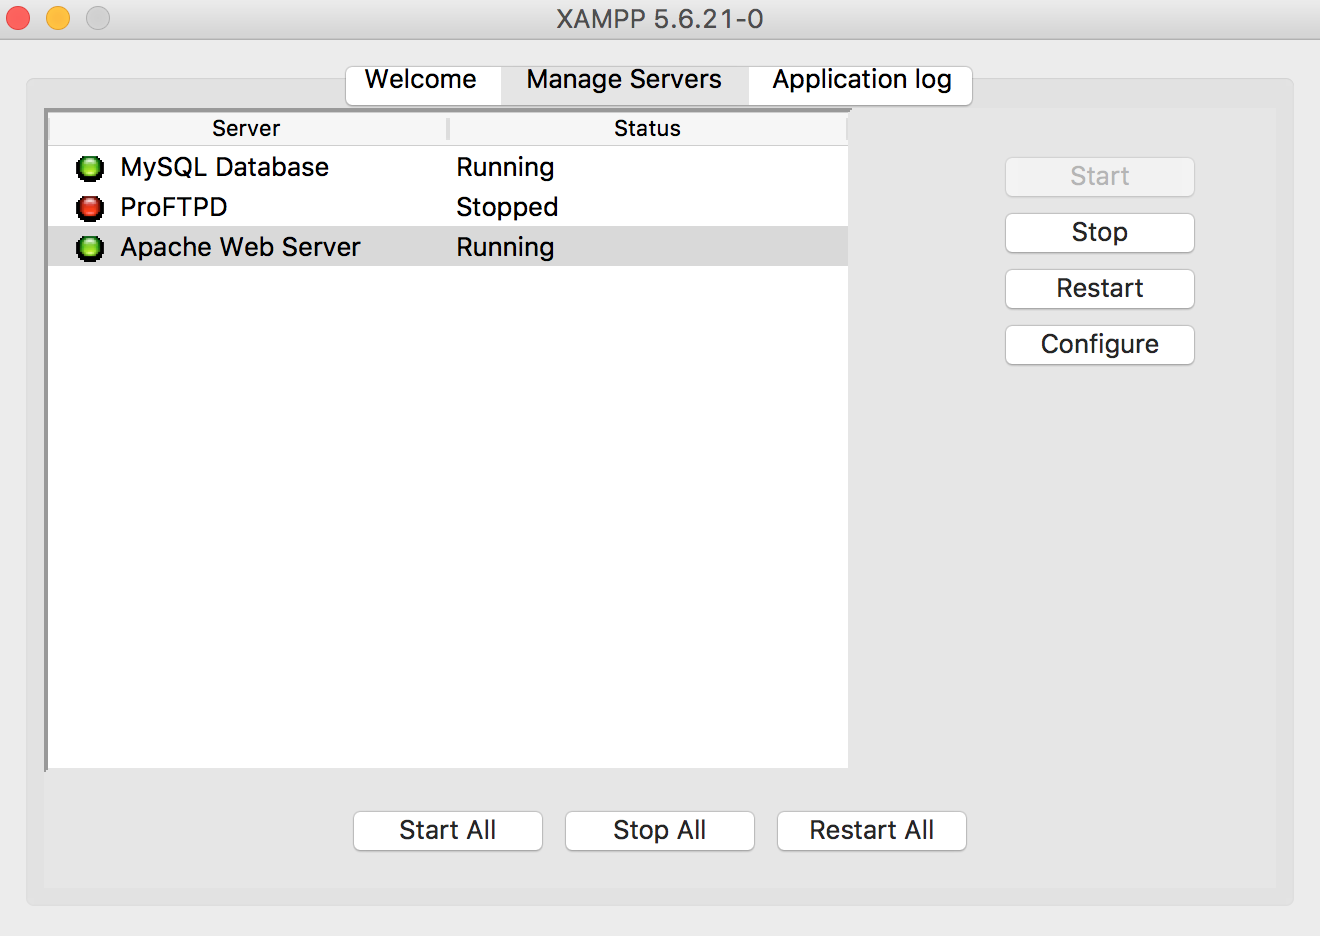 XAMPP 5.6.21-0
Welcome Manage Servers Application log
Server Status
MySQL Database Running
ProFTPD Stopped
Apache Web Server Running
Start
Stop
Restart
Configure
Start All Stop All Restart All